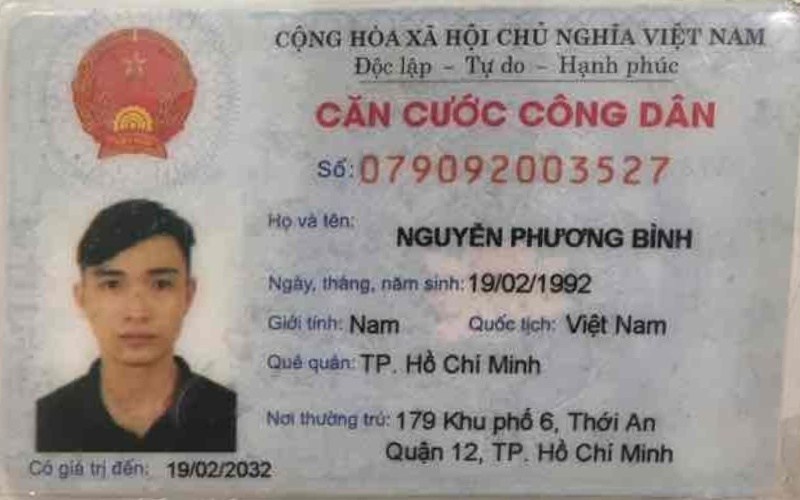 CỘNG HÒA XÃ HỘI CHỦ NGHĨA VIỆT NAM
Độc lập - Tự do - Hạnh phúc
CĂN CƯỚC CÔNG DÂN
Số: 079092003527
Họ và tên: NGUYỄN PHƯƠNG BÌNH
Ngày, tháng, năm sinh: 19/02/1992
Giới tính: Nam Quốc tịch: Việt Nam
Quê quán: TP. Hồ Chí Minh
Nơi thường trú: 179 Khu phố 6, Thới An
Quận 12, TP. Hồ Chí Minh
Có giá trị đến: 19/02/2032